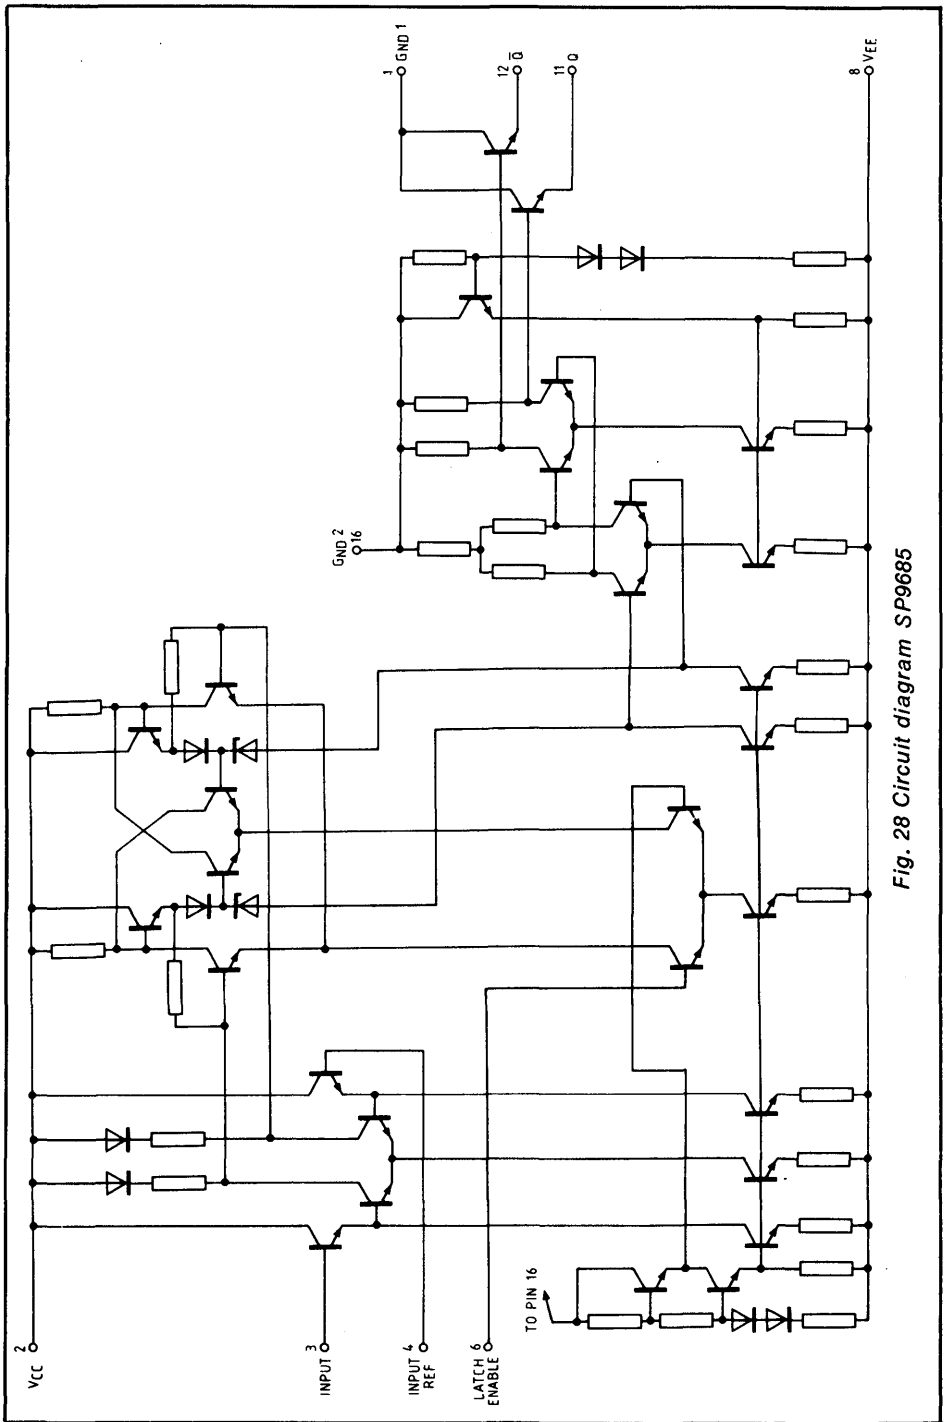 GND 1
1
12 Q̅
11 Q
8 VEE
GND 2
16
VCC
2
INPUT
3
INPUT
REF
4
LATCH
ENABLE
6
TO PIN 16
Fig. 28 Circuit diagram SP9685